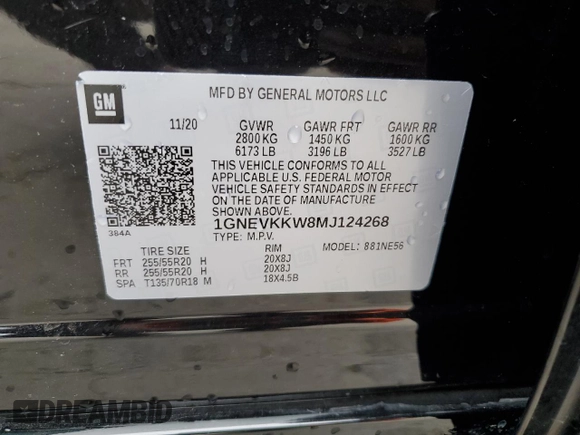 GM
MFD BY GENERAL MOTORS LLC
11/20 GVWR GAWR FRT GAWR RR
2800 KG 1450 KG 1600 KG
6173 LB 3196 LB 3527 LB
THIS VEHICLE CONFORMS TO ALL
APPLICABLE U.S. FEDERAL MOTOR
VEHICLE SAFETY STANDARDS IN EFFECT
ON THE DATE OF MANUFACTURE
SHOWN ABOVE.
1GNEVKKW8MJ124268
384A
TYPE: M.P.V. MODEL: 881NE56
TIRE SIZE RIM
FRT 255/55R20 H 20X8J
RR 255/55R20 H 20X8J
SPA T135/70R18 M 18X4.5B
DREAMBID